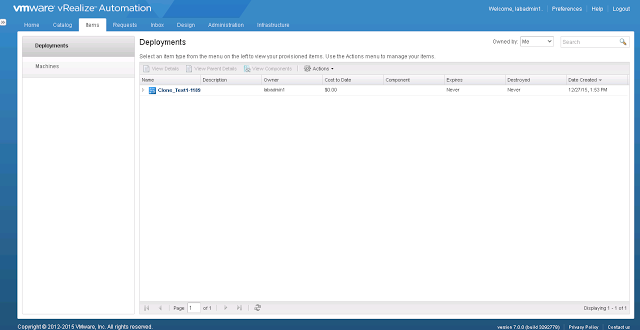 vmware vRealize Automation
Welcome, labadmin1. Preferences Help Logout
Home Catalog Items Requests Inbox Design Administration Infrastructure
Deployments
Machines
Deployments
Owned by: Me Search
Select an item type from the menu on the left to view your provisioned items. Use the Actions menu to manage your items.
View Details View Parent Details View Components Actions
Name Description Owner Cost to Date Component Expires Destroyed Date Created
Clone_Test1-1189 labadmin1 $0.00 Never Never 12/27/15, 1:53 PM
Page 1 of 1 Displaying 1 - 1 of 1
Copyright © 2012-2015 VMware, Inc. All rights reserved.
version 7.0.0 (build 3292778) Privacy Policy Contact us